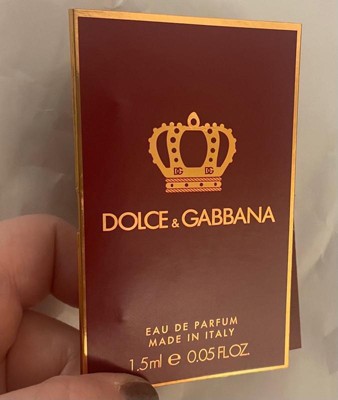 DOLCE & GABBANA
EAU DE PARFUM
MADE IN ITALY
1.5ml e 0.05 FL.OZ.